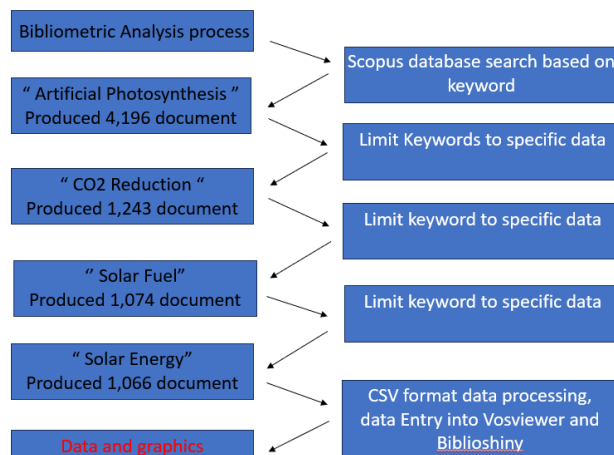 Bibliometric Analysis process
Scopus database search based on
keyword
“ Artificial Photosynthesis ”
Produced 4,196 document
Limit Keywords to specific data
“ CO2 Reduction “
Produced 1,243 document
Limit keyword to specific data
“ Solar Fuel”
Produced 1,074 document
Limit keyword to specific data
“ Solar Energy”
Produced 1,066 document
CSV format data processing,
data Entry into Vosviewer and
Biblioshiny
Data and graphics